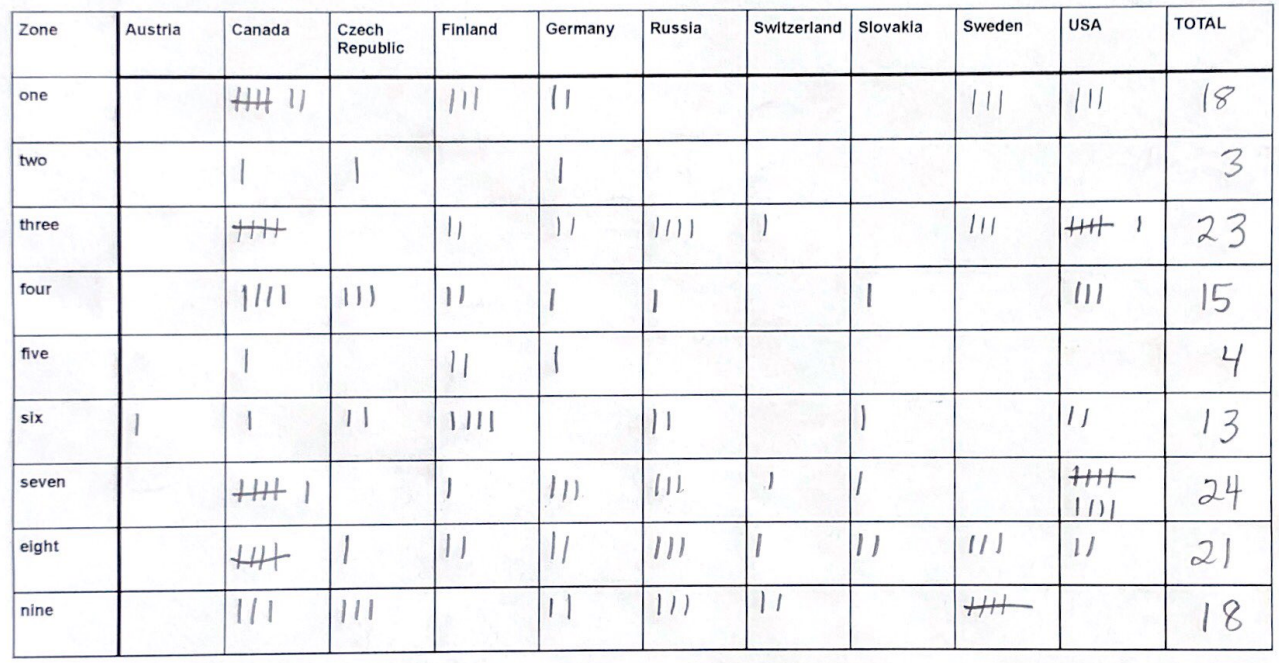 Zone Austria Canada Czech Republic Finland Germany Russia Switzerland Slovakia Sweden USA TOTAL
one 𝍸 || ||| || ||| ||| 18
two | | | 3
three 𝍸 || || |||| | ||| 𝍸 | 23
four |||| ||| || | | | ||| 15
five | || | 4
six | | || |||| || | || 13
seven 𝍸 | | ||| ||| | | 𝍸 |||| 24
eight 𝍸 | || || ||| | || ||| || 21
nine ||| ||| || ||| || 𝍸 18